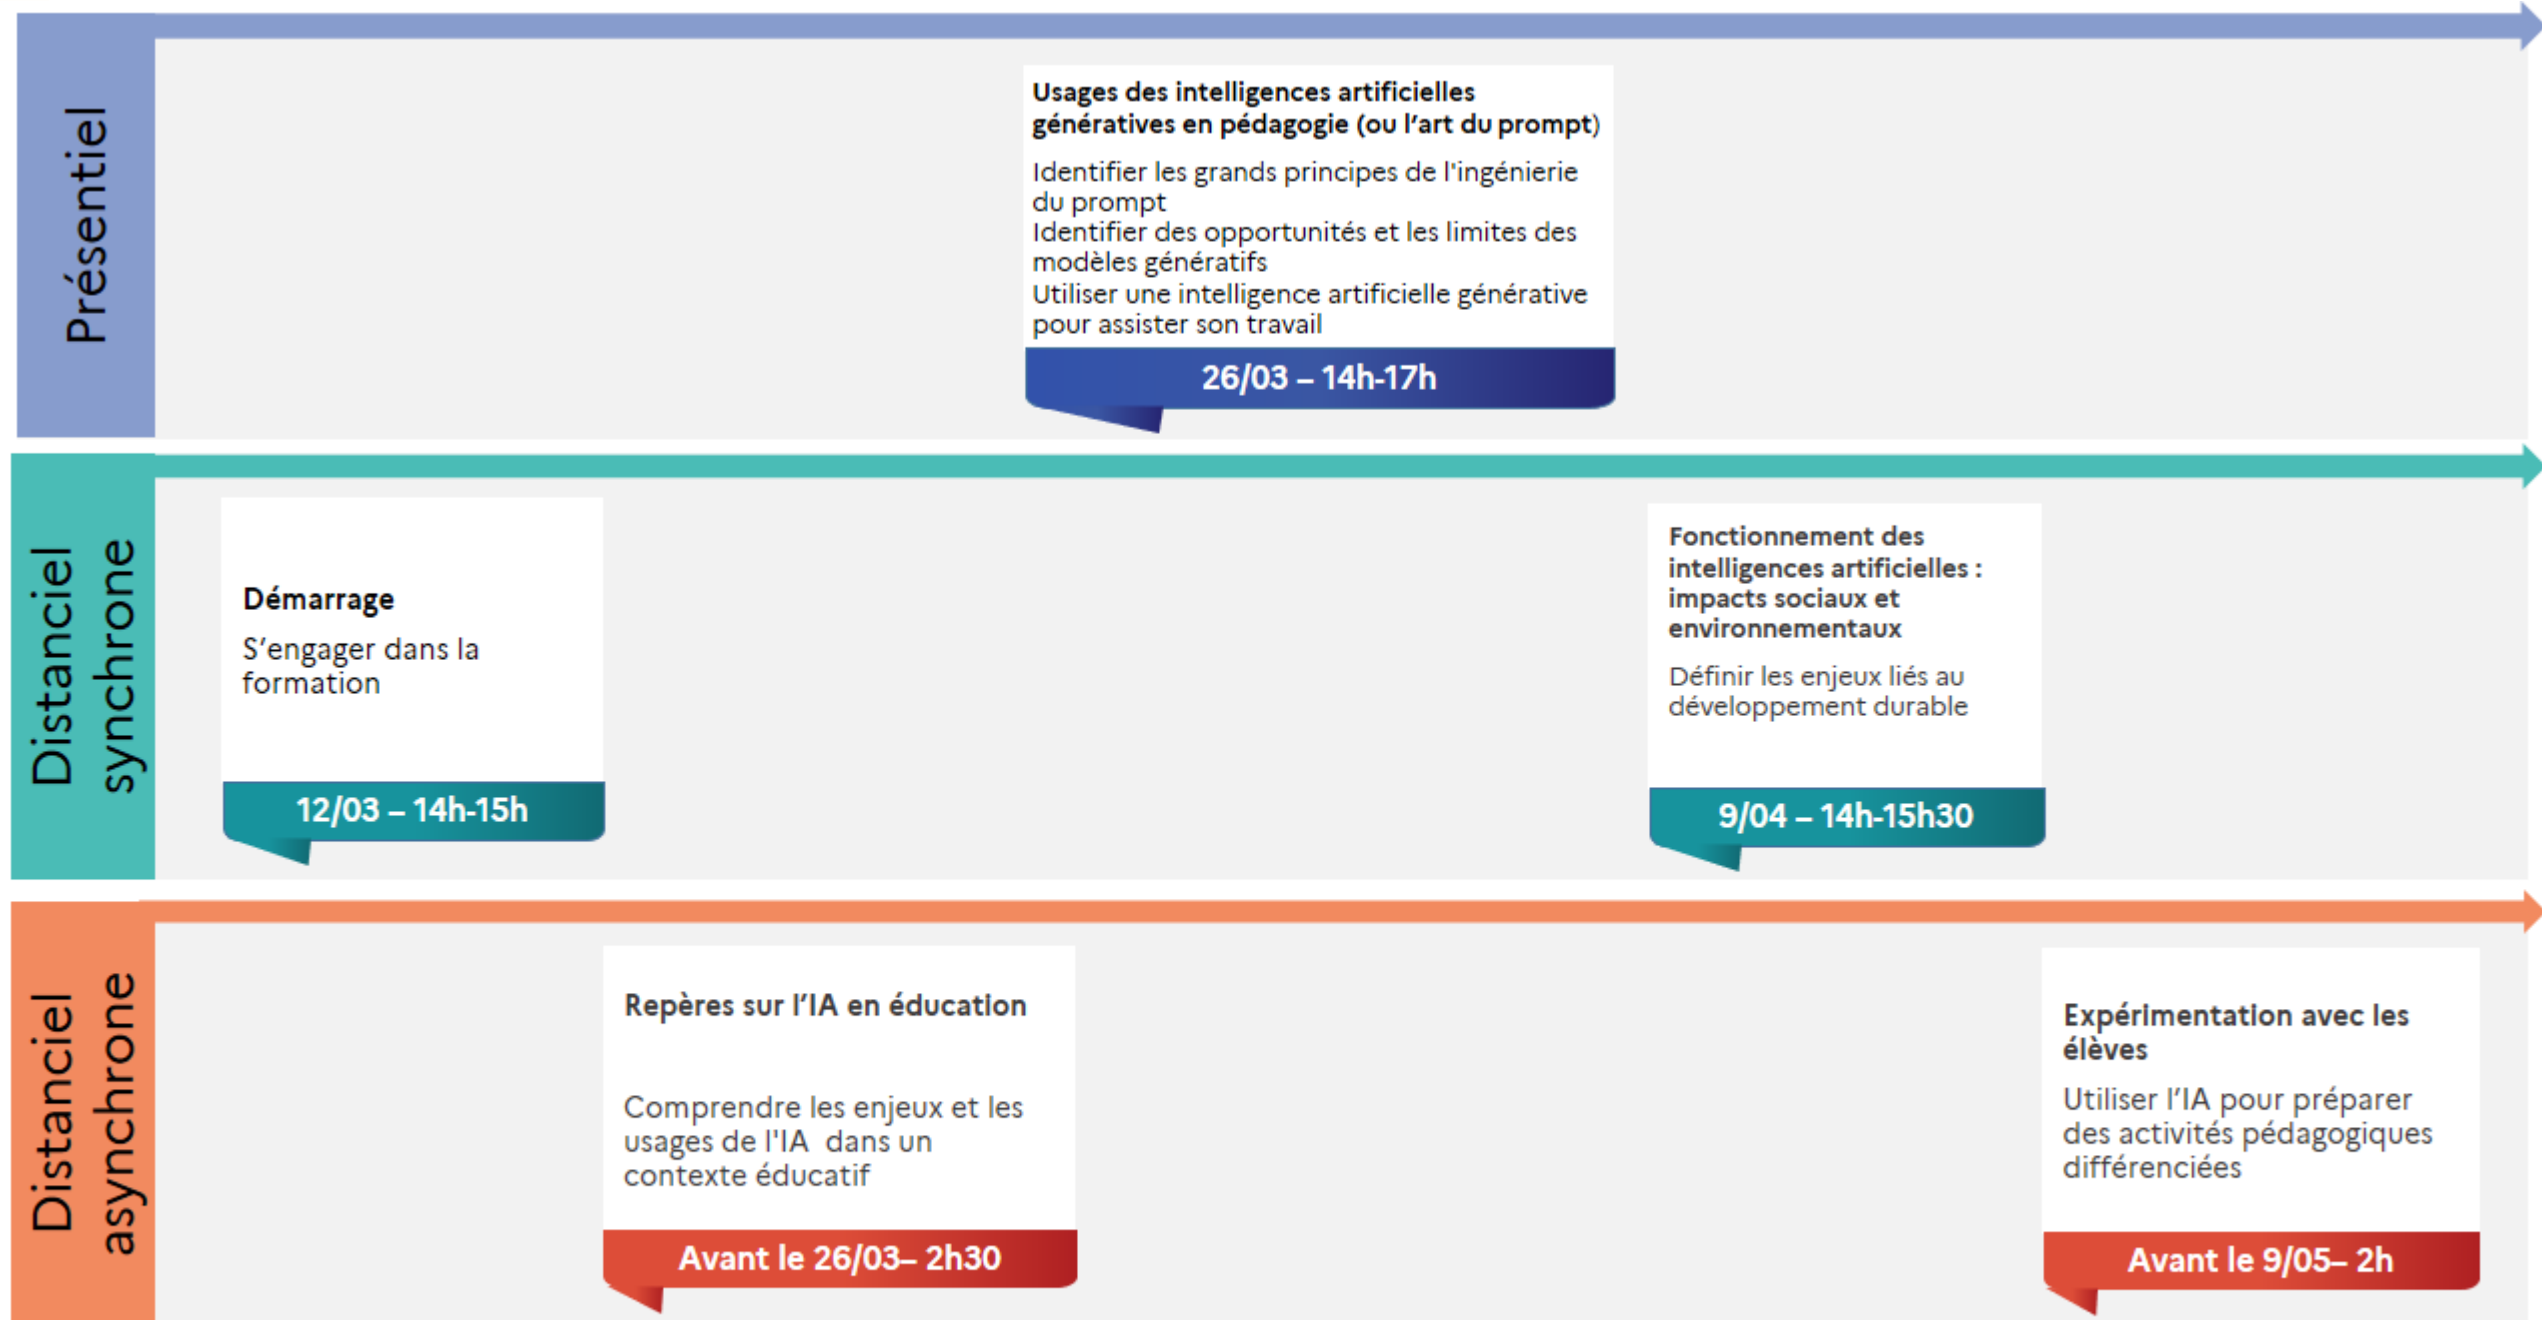 Présentiel
Usages des intelligences artificielles
génératives en pédagogie (ou l’art du prompt)
Identifier les grands principes de l'ingénierie
du prompt
Identifier des opportunités et les limites des
modèles génératifs
Utiliser une intelligence artificielle générative
pour assister son travail
26/03 – 14h-17h
Distanciel
synchrone
Démarrage
S’engager dans la
formation
12/03 – 14h-15h
Fonctionnement des
intelligences artificielles :
impacts sociaux et
environnementaux
Définir les enjeux liés au
développement durable
9/04 – 14h-15h30
Distanciel
asynchrone
Repères sur l’IA en éducation
Comprendre les enjeux et les
usages de l'IA  dans un
contexte éducatif
Avant le 26/03– 2h30
Expérimentation avec les
élèves
Utiliser l’IA pour préparer
des activités pédagogiques
différenciées
Avant le 9/05– 2h